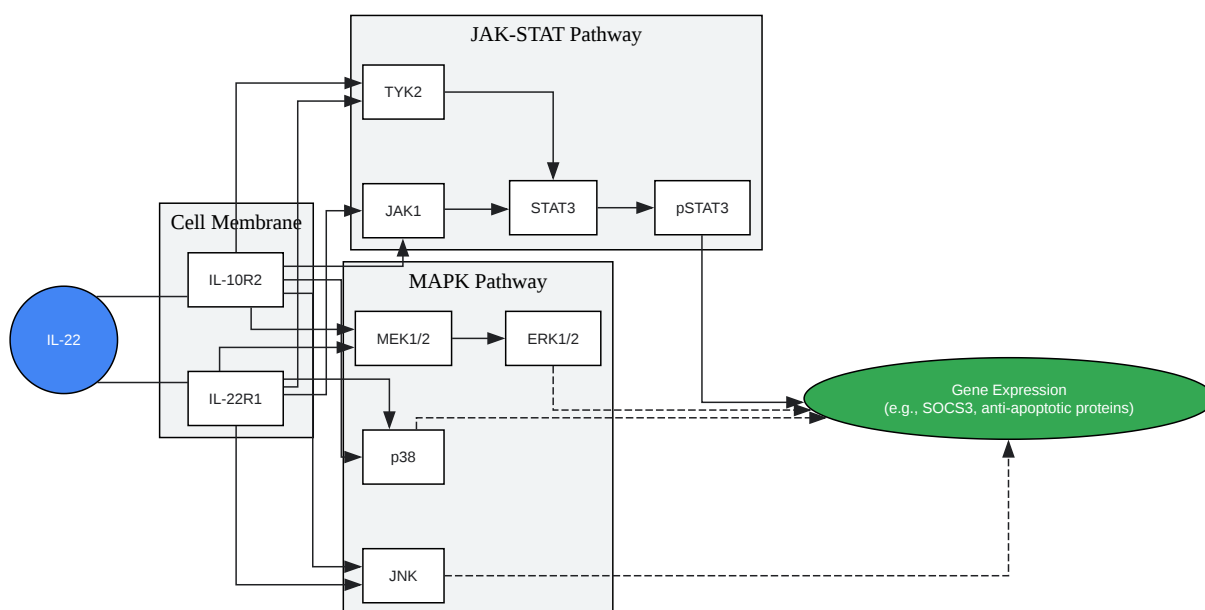 JAK-STAT Pathway
TYK2
JAK1
STAT3
pSTAT3
Cell Membrane
IL-10R2
IL-22R1
IL-22
MAPK Pathway
MEK1/2
ERK1/2
p38
JNK
Gene Expression
(e.g., SOCS3, anti-apoptotic proteins)